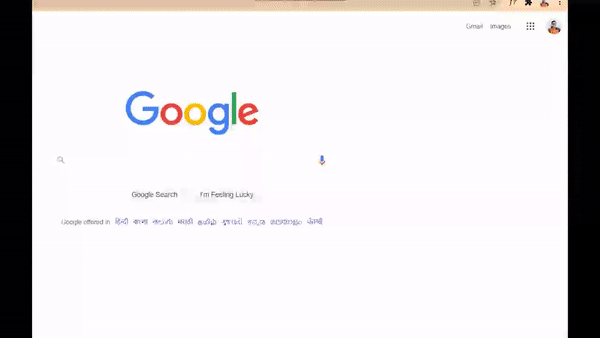 Gmail Images
Google
Google Search I'm Feeling Lucky
Google offered in हिन्दी বাংলা తెలుగు मराठी தமிழ் ગુજરાતી ಕನ್ನಡ മലയാളം ਪੰਜਾਬੀ